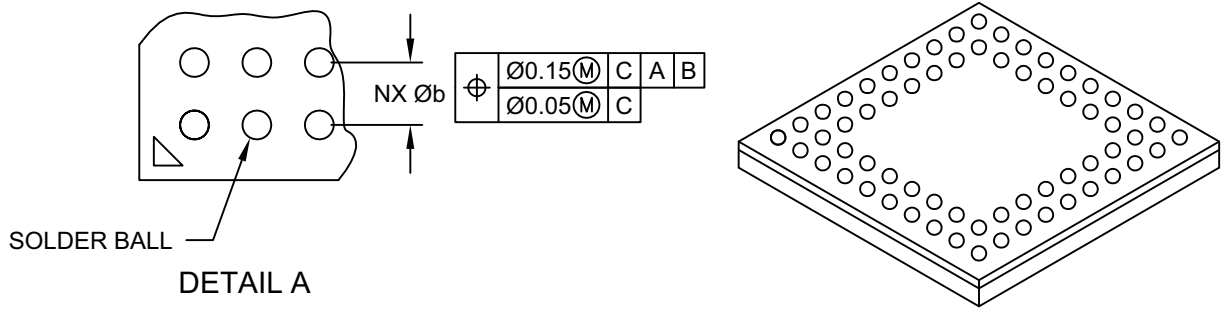 NX Øb
⌖ Ø0.15Ⓜ C A B
Ø0.05Ⓜ C
SOLDER BALL
DETAIL A